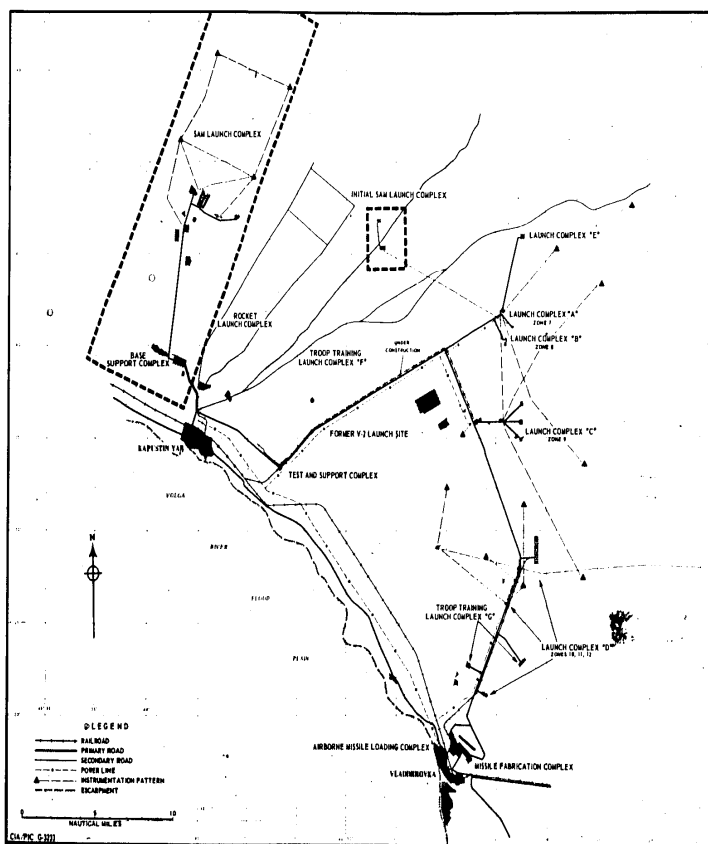 SAM LAUNCH COMPLEX
INITIAL SAM LAUNCH COMPLEX
LAUNCH COMPLEX "E"
ROCKET
LAUNCH COMPLEX
LAUNCH COMPLEX "A"
ZONE 7
LAUNCH COMPLEX "B"
ZONE 8
UNDER
CONSTRUCTION
BASE
SUPPORT COMPLEX
TROOP TRAINING
LAUNCH COMPLEX "F"
FORMER V-2 LAUNCH SITE
LAUNCH COMPLEX "C"
ZONE 9
KAPUSTIN YAR
TEST AND SUPPORT COMPLEX
VOLGA
RIVER
FLOOD
PLAIN
N
TROOP TRAINING
LAUNCH COMPLEX "G"
LAUNCH COMPLEX "D"
ZONES 10, 11, 12
LEGEND
RAILROAD
PRIMARY ROAD
SECONDARY ROAD
POWER LINE
INSTRUMENTATION PATTERN
ESCARPMENT
0 5 10
NAUTICAL MILES
AIRBORNE MISSILE LOADING COMPLEX
MISSILE FABRICATION COMPLEX
VLADIMIROVKA
CIA/PIC G-3233